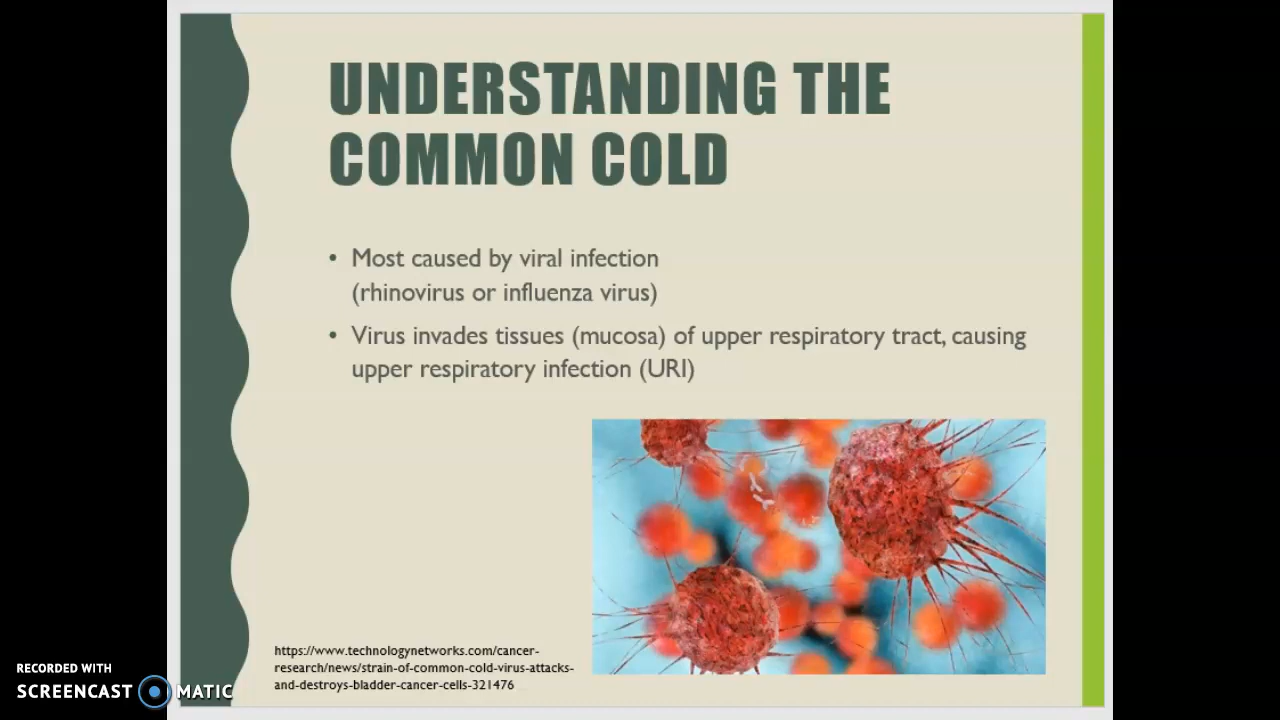 UNDERSTANDING THE
COMMON COLD
• Most caused by viral infection
(rhinovirus or influenza virus)
• Virus invades tissues (mucosa) of upper respiratory tract, causing
upper respiratory infection (URI)
https://www.technologynetworks.com/cancer-
research/news/strain-of-common-cold-virus-attacks-
and-destroys-bladder-cancer-cells-321476
RECORDED WITH
SCREENCAST MATIC